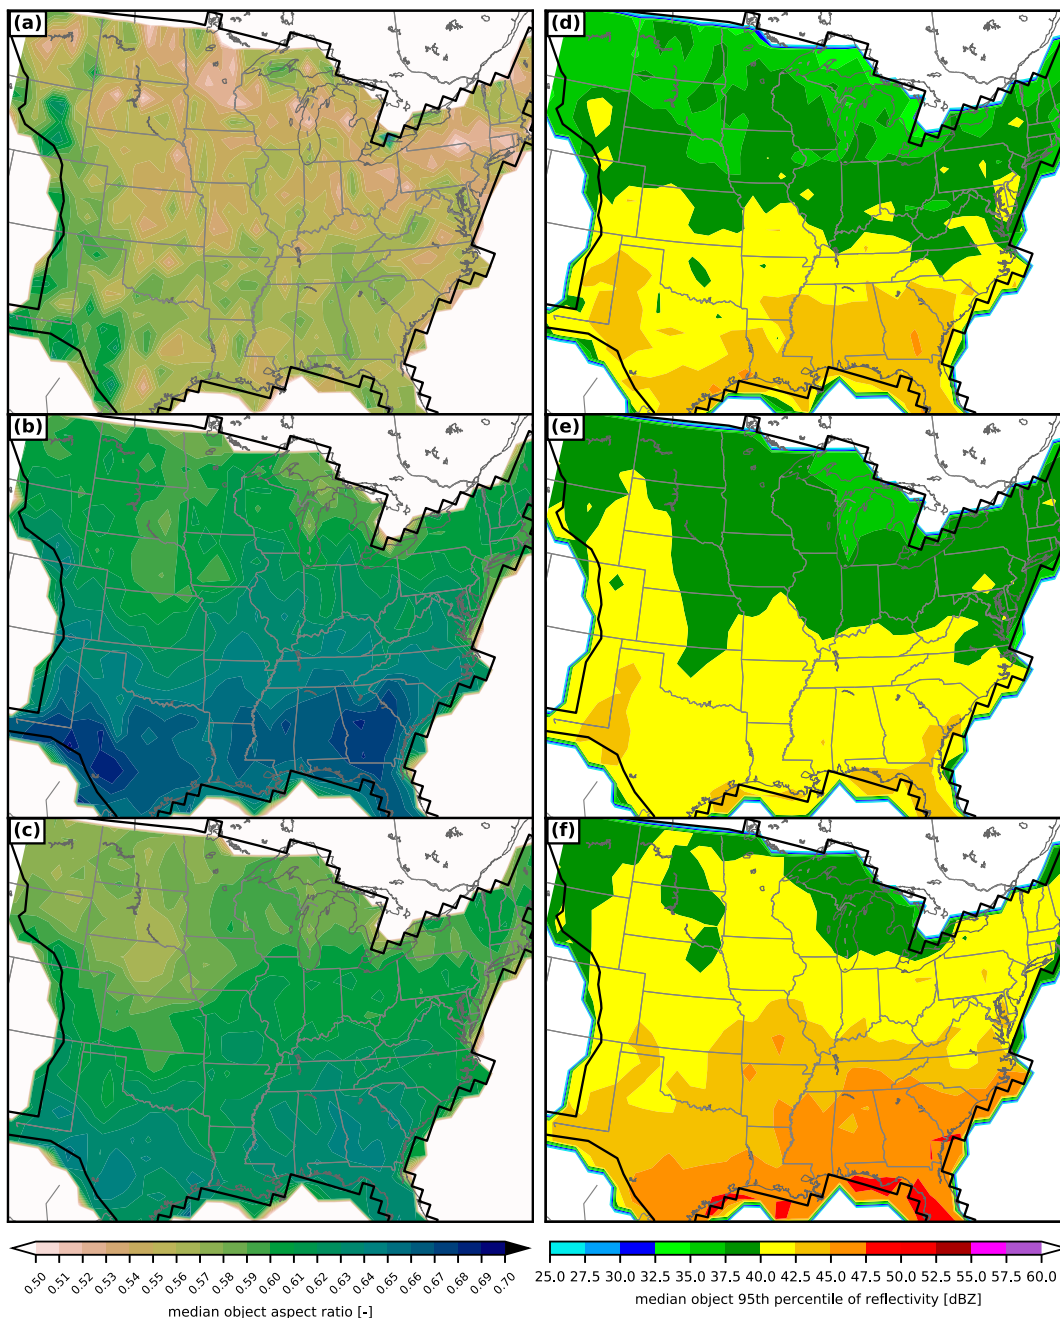 (a)
(d)
(b)
(e)
(c)
(f)
0.50 0.51 0.52 0.53 0.54 0.55 0.56 0.57 0.58 0.59 0.60 0.61 0.62 0.63 0.64 0.65 0.66 0.67 0.68 0.69 0.70
median object aspect ratio [-]
25.0 27.5 30.0 32.5 35.0 37.5 40.0 42.5 45.0 47.5 50.0 52.5 55.0 57.5 60.0
median object 95th percentile of reflectivity [dBZ]